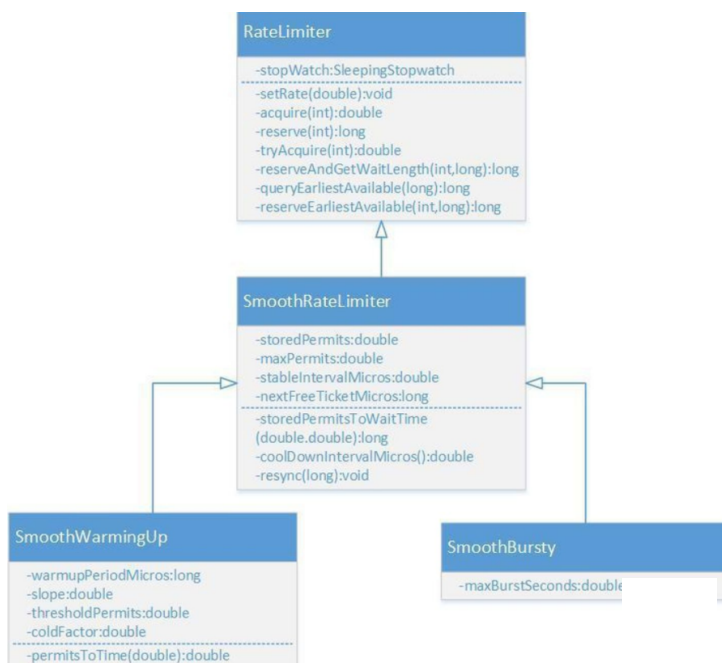 RateLimiter
-stopWatch:SleepingStopwatch
-setRate(double):void
-acquire(int):double
-reserve(int):long
-tryAcquire(int):double
-reserveAndGetWaitLength(int,long):long
-queryEarliestAvailable(long):long
-reserveEarliestAvailable(int,long):long
SmoothRateLimiter
-storedPermits:double
-maxPermits:double
-stableIntervalMicros:double
-nextFreeTicketMicros:long
-storedPermitsToWaitTime
(double.double):long
-coolDownIntervalMicros():double
-resync(long):void
SmoothWarmingUp
-warmupPeriodMicros:long
-slope:double
-thresholdPermits:double
-coldFactor:double
-permitsToTime(double):double
SmoothBursty
-maxBurstSeconds:double